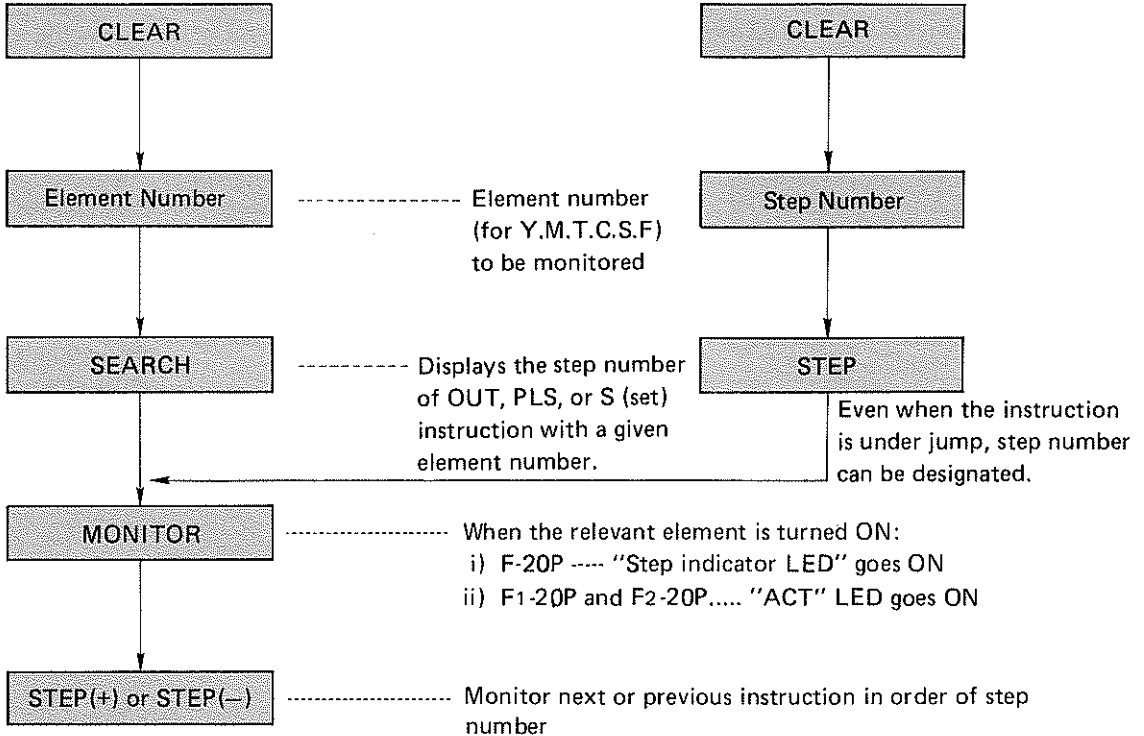 CLEAR
CLEAR
Element Number
Element number
(for Y.M.T.C.S.F)
to be monitored
Step Number
SEARCH
Displays the step number
of OUT, PLS, or S (set)
instruction with a given
element number.
STEP
Even when the instruction
is under jump, step number
can be designated.
MONITOR
When the relevant element is turned ON:
i) F-20P ----- "Step indicator LED" goes ON
ii) F1-20P and F2-20P..... "ACT" LED goes ON
STEP(+) or STEP(−)
Monitor next or previous instruction in order of step
number